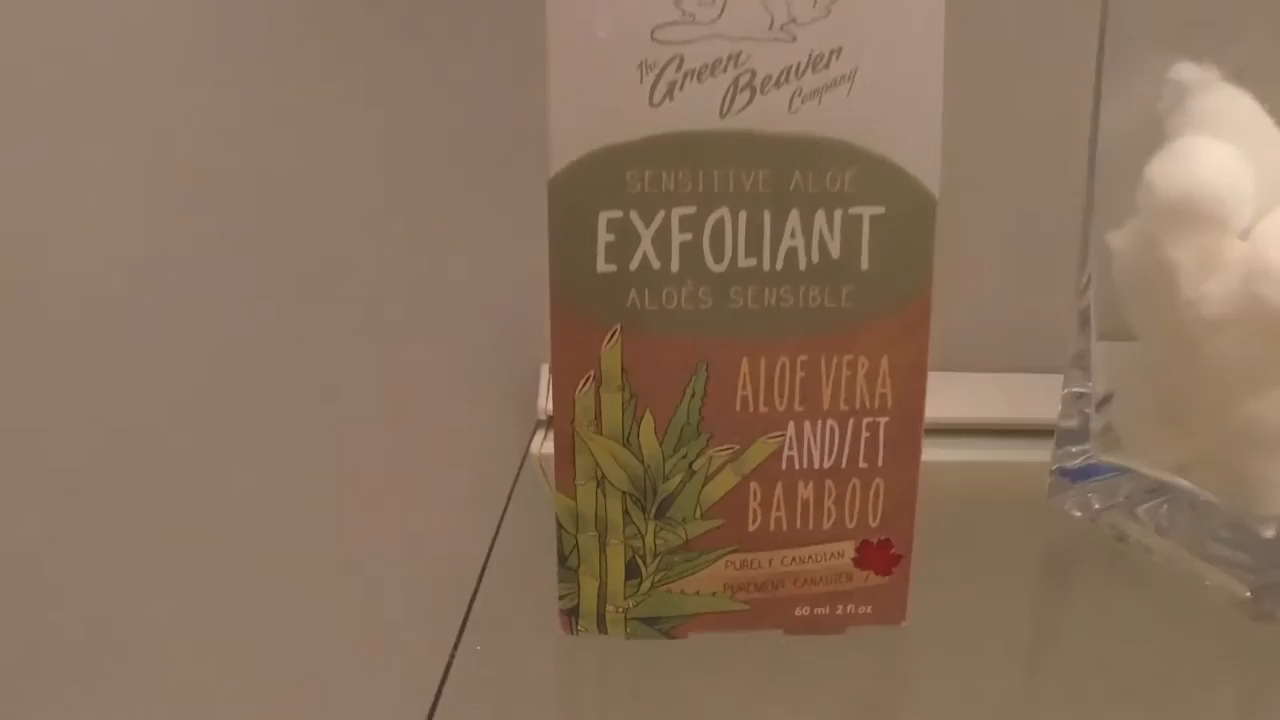 The Green Beaver Company
SENSITIVE ALOE
EXFOLIANT
ALOÈS SENSIBLE
ALOE VERA
AND/ET
BAMBOO
PURELY CANADIAN
PUREMENT CANADIEN
60 ml 2 fl oz